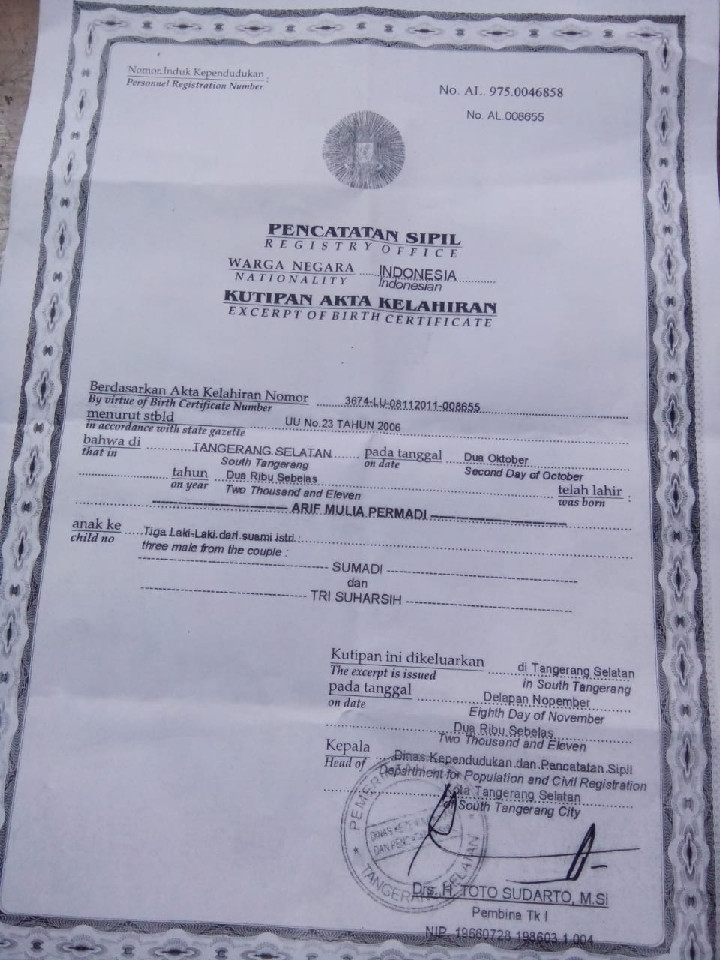 Nomor Induk Kependudukan :
Personnel Registration Number
No. AL. 975.0046858
No. AL.008655
PENCATATAN SIPIL
REGISTRY OFFICE
WARGA NEGARA INDONESIA
NATIONALITY Indonesian
KUTIPAN AKTA KELAHIRAN
EXCERPT OF BIRTH CERTIFICATE
Berdasarkan Akta Kelahiran Nomor 3674-LU-08112011-008655
By virtue of Birth Certificate Number
menurut stbld UU No.23 TAHUN 2006
in accordance with state gazette
bahwa di TANGERANG SELATAN pada tanggal Dua Oktober
that in South Tangerang on date Second Day of October
tahun Dua Ribu Sebelas telah lahir :
on year Two Thousand and Eleven was born
ARIF MULIA PERMADI
anak ke Tiga Laki-Laki dari suami istri :
child no three male from the couple :
SUMADI
dan
TRI SUHARSIH
Kutipan ini dikeluarkan di Tangerang Selatan
The excerpt is issued in South Tangerang
pada tanggal Delapan Nopember
on date Eighth Day of November
Dua Ribu Sebelas
Two Thousand and Eleven
Kepala Dinas Kependudukan dan Pencatatan Sipil
Head of Department for Population and Civil Registration
Kota Tangerang Selatan
of South Tangerang City
TANGERANG SELATAN
Drs. H. TOTO SUDARTO, M.Si
Pembina Tk I
NIP. 19660728 198603 1 004